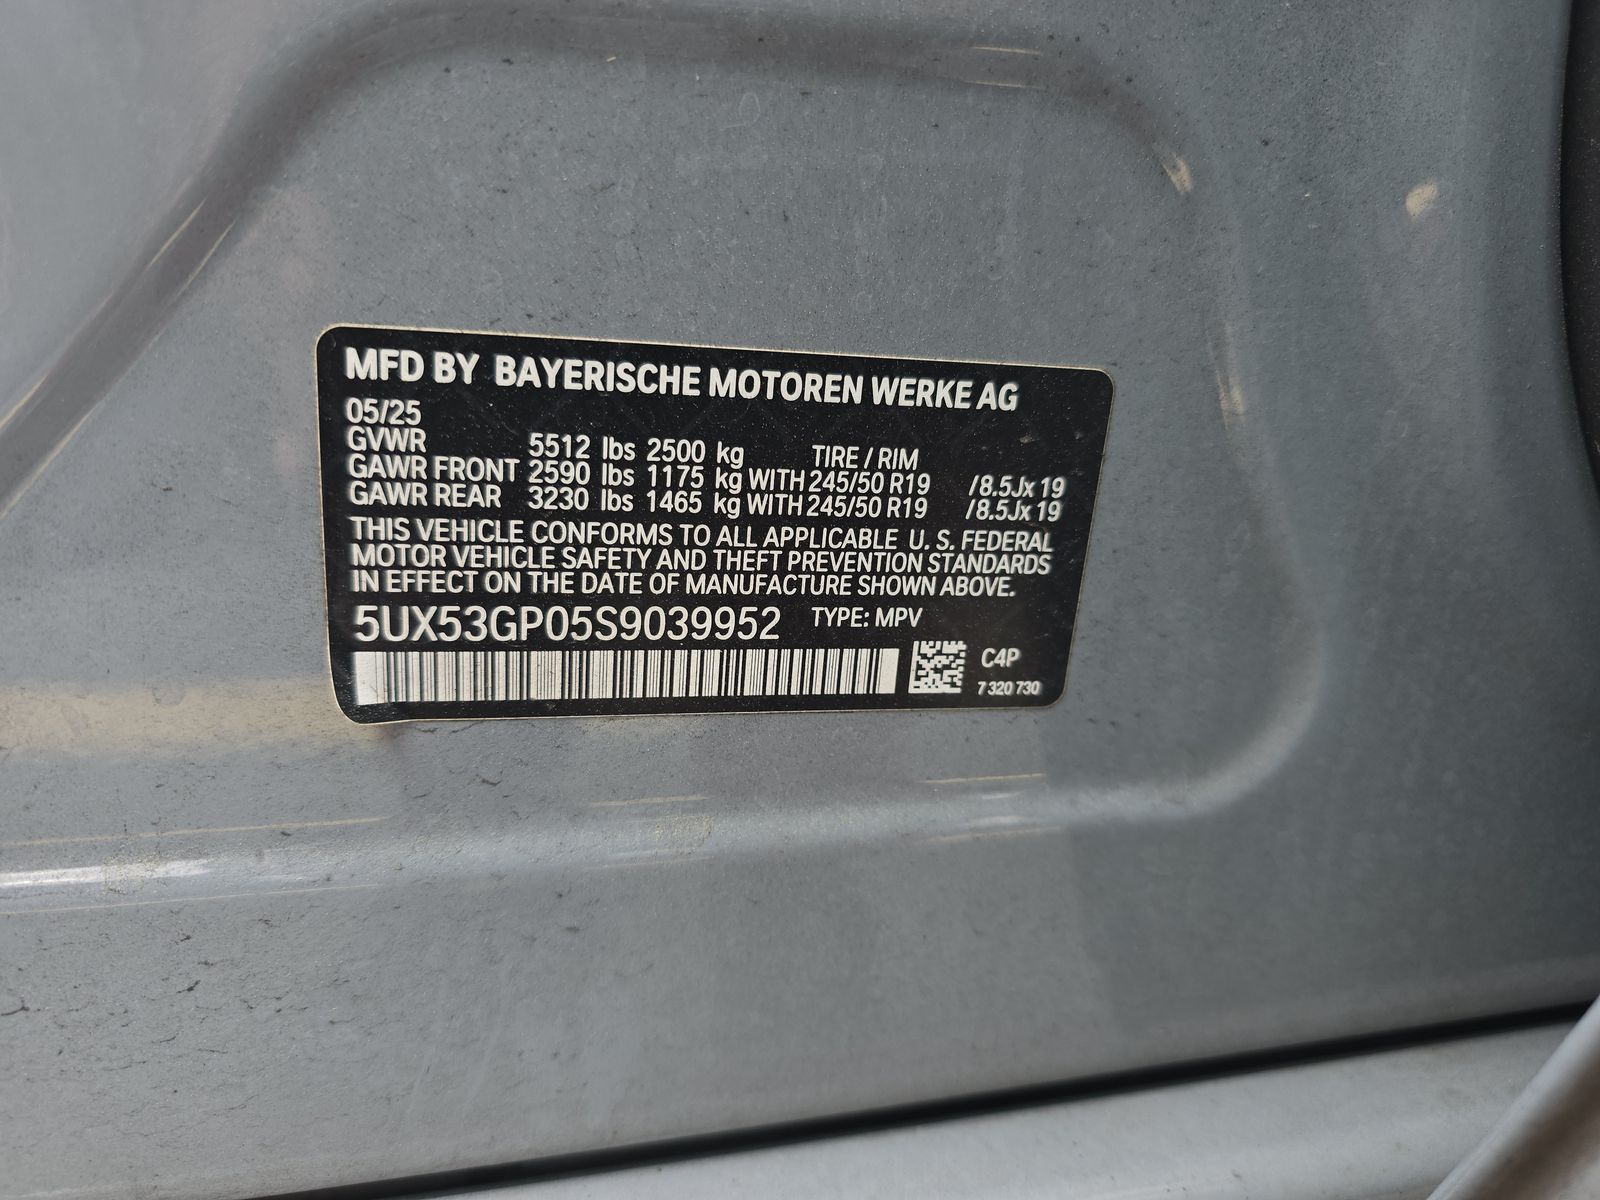 MFD BY BAYERISCHE MOTOREN WERKE AG
05/25
GVWR 5512 lbs 2500 kg TIRE / RIM
GAWR FRONT 2590 lbs 1175 kg WITH 245/50 R19 /8.5Jx 19
GAWR REAR 3230 lbs 1465 kg WITH 245/50 R19 /8.5Jx 19
THIS VEHICLE CONFORMS TO ALL APPLICABLE U. S. FEDERAL
MOTOR VEHICLE SAFETY AND THEFT PREVENTION STANDARDS
IN EFFECT ON THE DATE OF MANUFACTURE SHOWN ABOVE.
5UX53GP05S9039952 TYPE: MPV
C4P
7 320 730